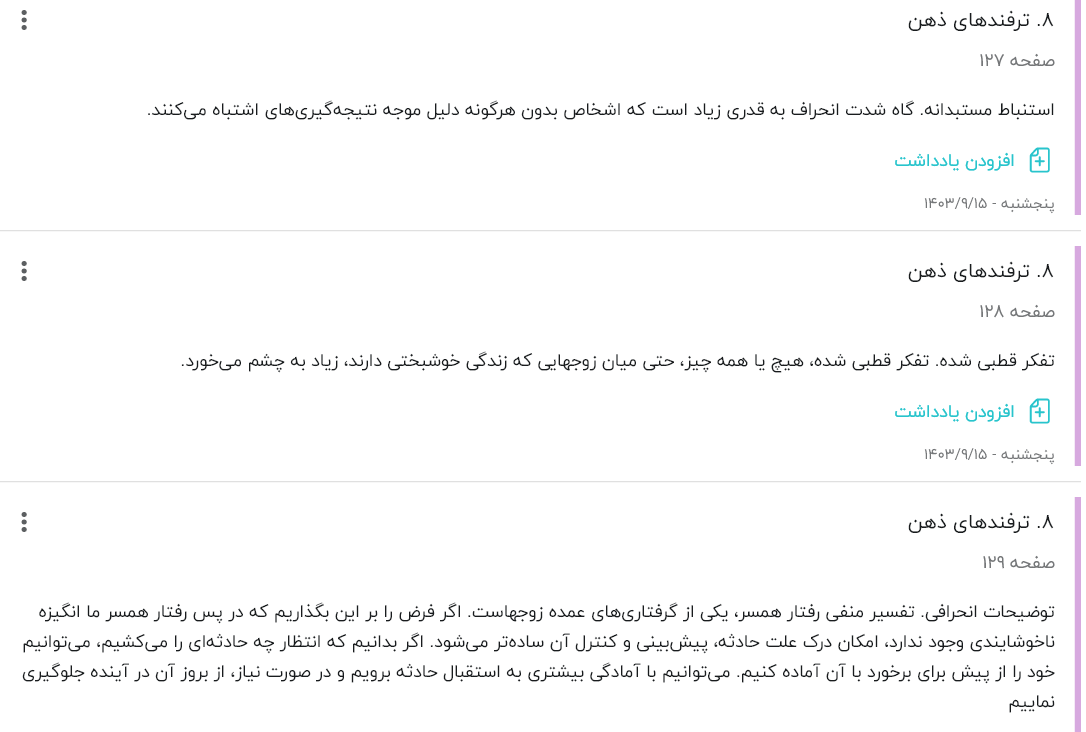 ۸. ترفندهای ذهن
صفحه ۱۲۷
استنباط مستبدانه. گاه شدت انحراف به قدری زیاد است که اشخاص بدون هرگونه دلیل موجه نتیجه‌گیری‌های اشتباه می‌کنند.
افزودن یادداشت
پنجشنبه - ۱۴۰۳/۹/۱۵
۸. ترفندهای ذهن
صفحه ۱۲۸
تفکر قطبی شده. تفکر قطبی شده، هیچ یا همه چیز، حتی میان زوجهایی که زندگی خوشبختی دارند، زیاد به چشم می‌خورد.
افزودن یادداشت
پنجشنبه - ۱۴۰۳/۹/۱۵
۸. ترفندهای ذهن
صفحه ۱۲۹
توضیحات انحرافی. تفسیر منفی رفتار همسر، یکی از گرفتاری‌های عمده زوجهاست. اگر فرض را بر این بگذاریم که در پس رفتار همسر ما انگیزه
ناخوشایندی وجود ندارد، امکان درک علت حادثه، پیش‌بینی و کنترل آن ساده‌تر می‌شود. اگر بدانیم که انتظار چه حادثه‌ای را می‌کشیم، می‌توانیم
خود را از پیش برای برخورد با آن آماده کنیم. می‌توانیم با آمادگی بیشتری به استقبال حادثه برویم و در صورت نیاز، از بروز آن در آینده جلوگیری
نماییم